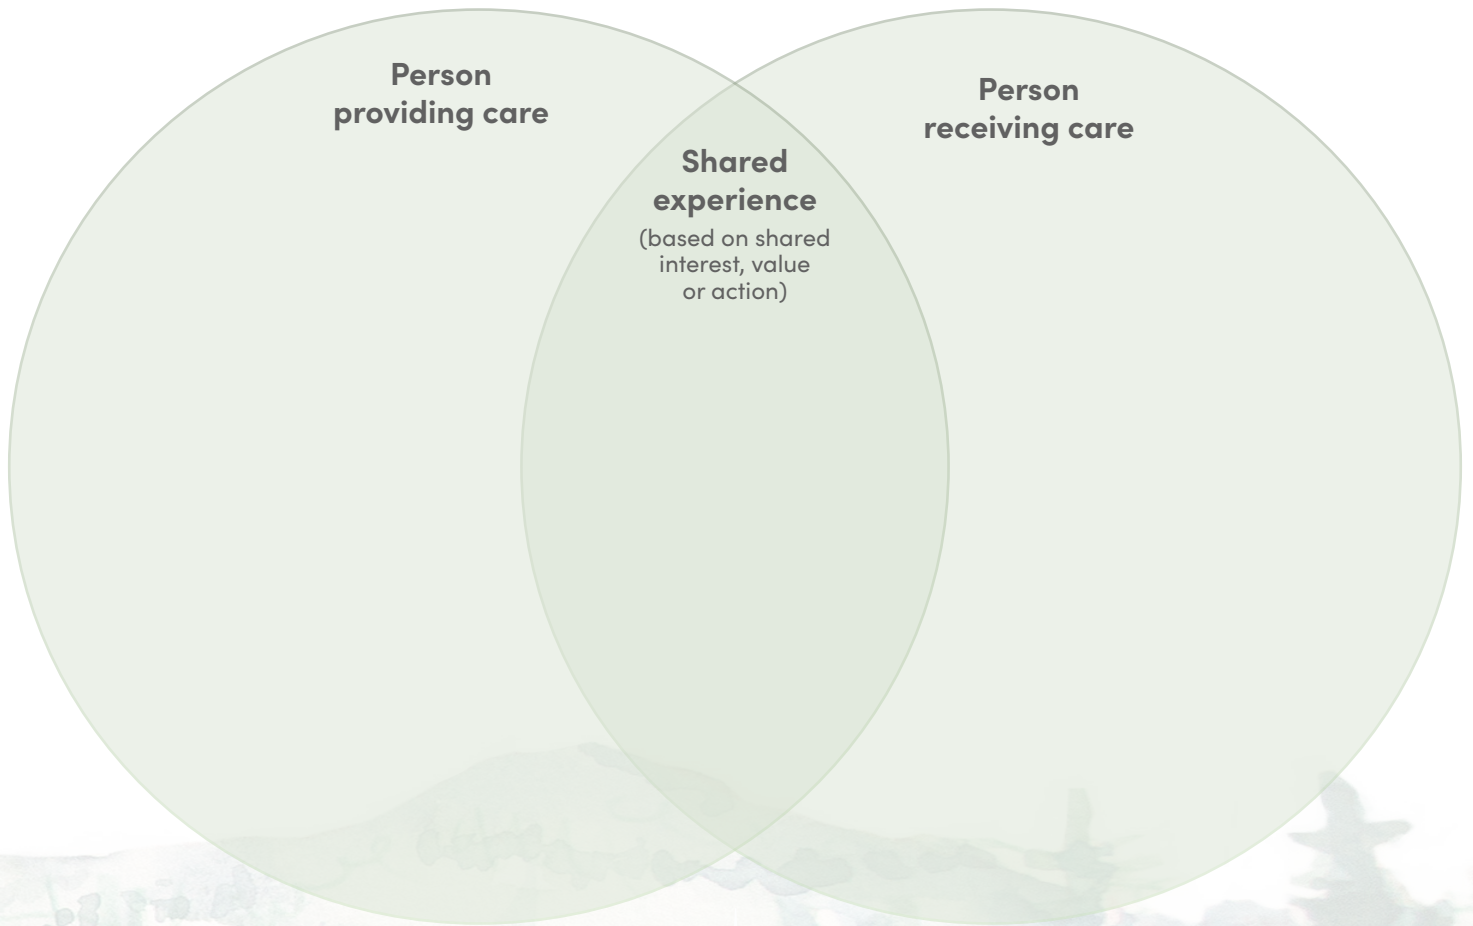 Person
providing care
Shared
experience
(based on shared
interest, value
or action)
Person
receiving care